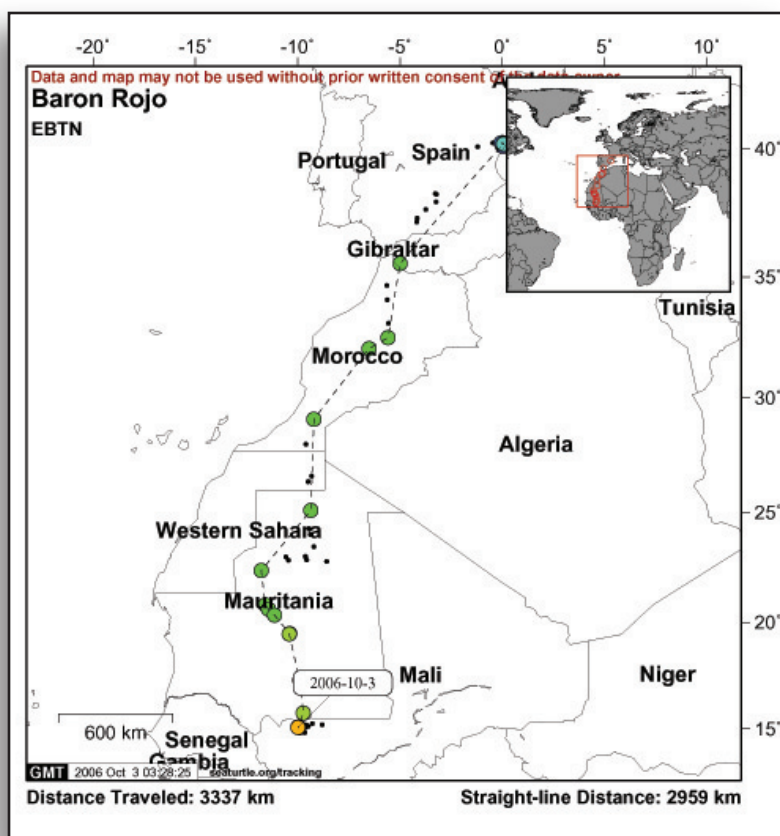 -20° -15° -10° -5° 0° 5° 10°
Data and map may not be used without prior written consent of the data owner
Baron Rojo
EBTN
Portugal
Spain
40°
Gibraltar
35°
Tunisia
Morocco
30°
Algeria
25°
Western Sahara
Mauritania
20°
2006-10-3
Mali
Niger
600 km
15°
Senegal
Gambia
GMT 2006 Oct 3 03:28:25 seaturtle.org/tracking
Distance Traveled: 3337 km
Straight-line Distance: 2959 km